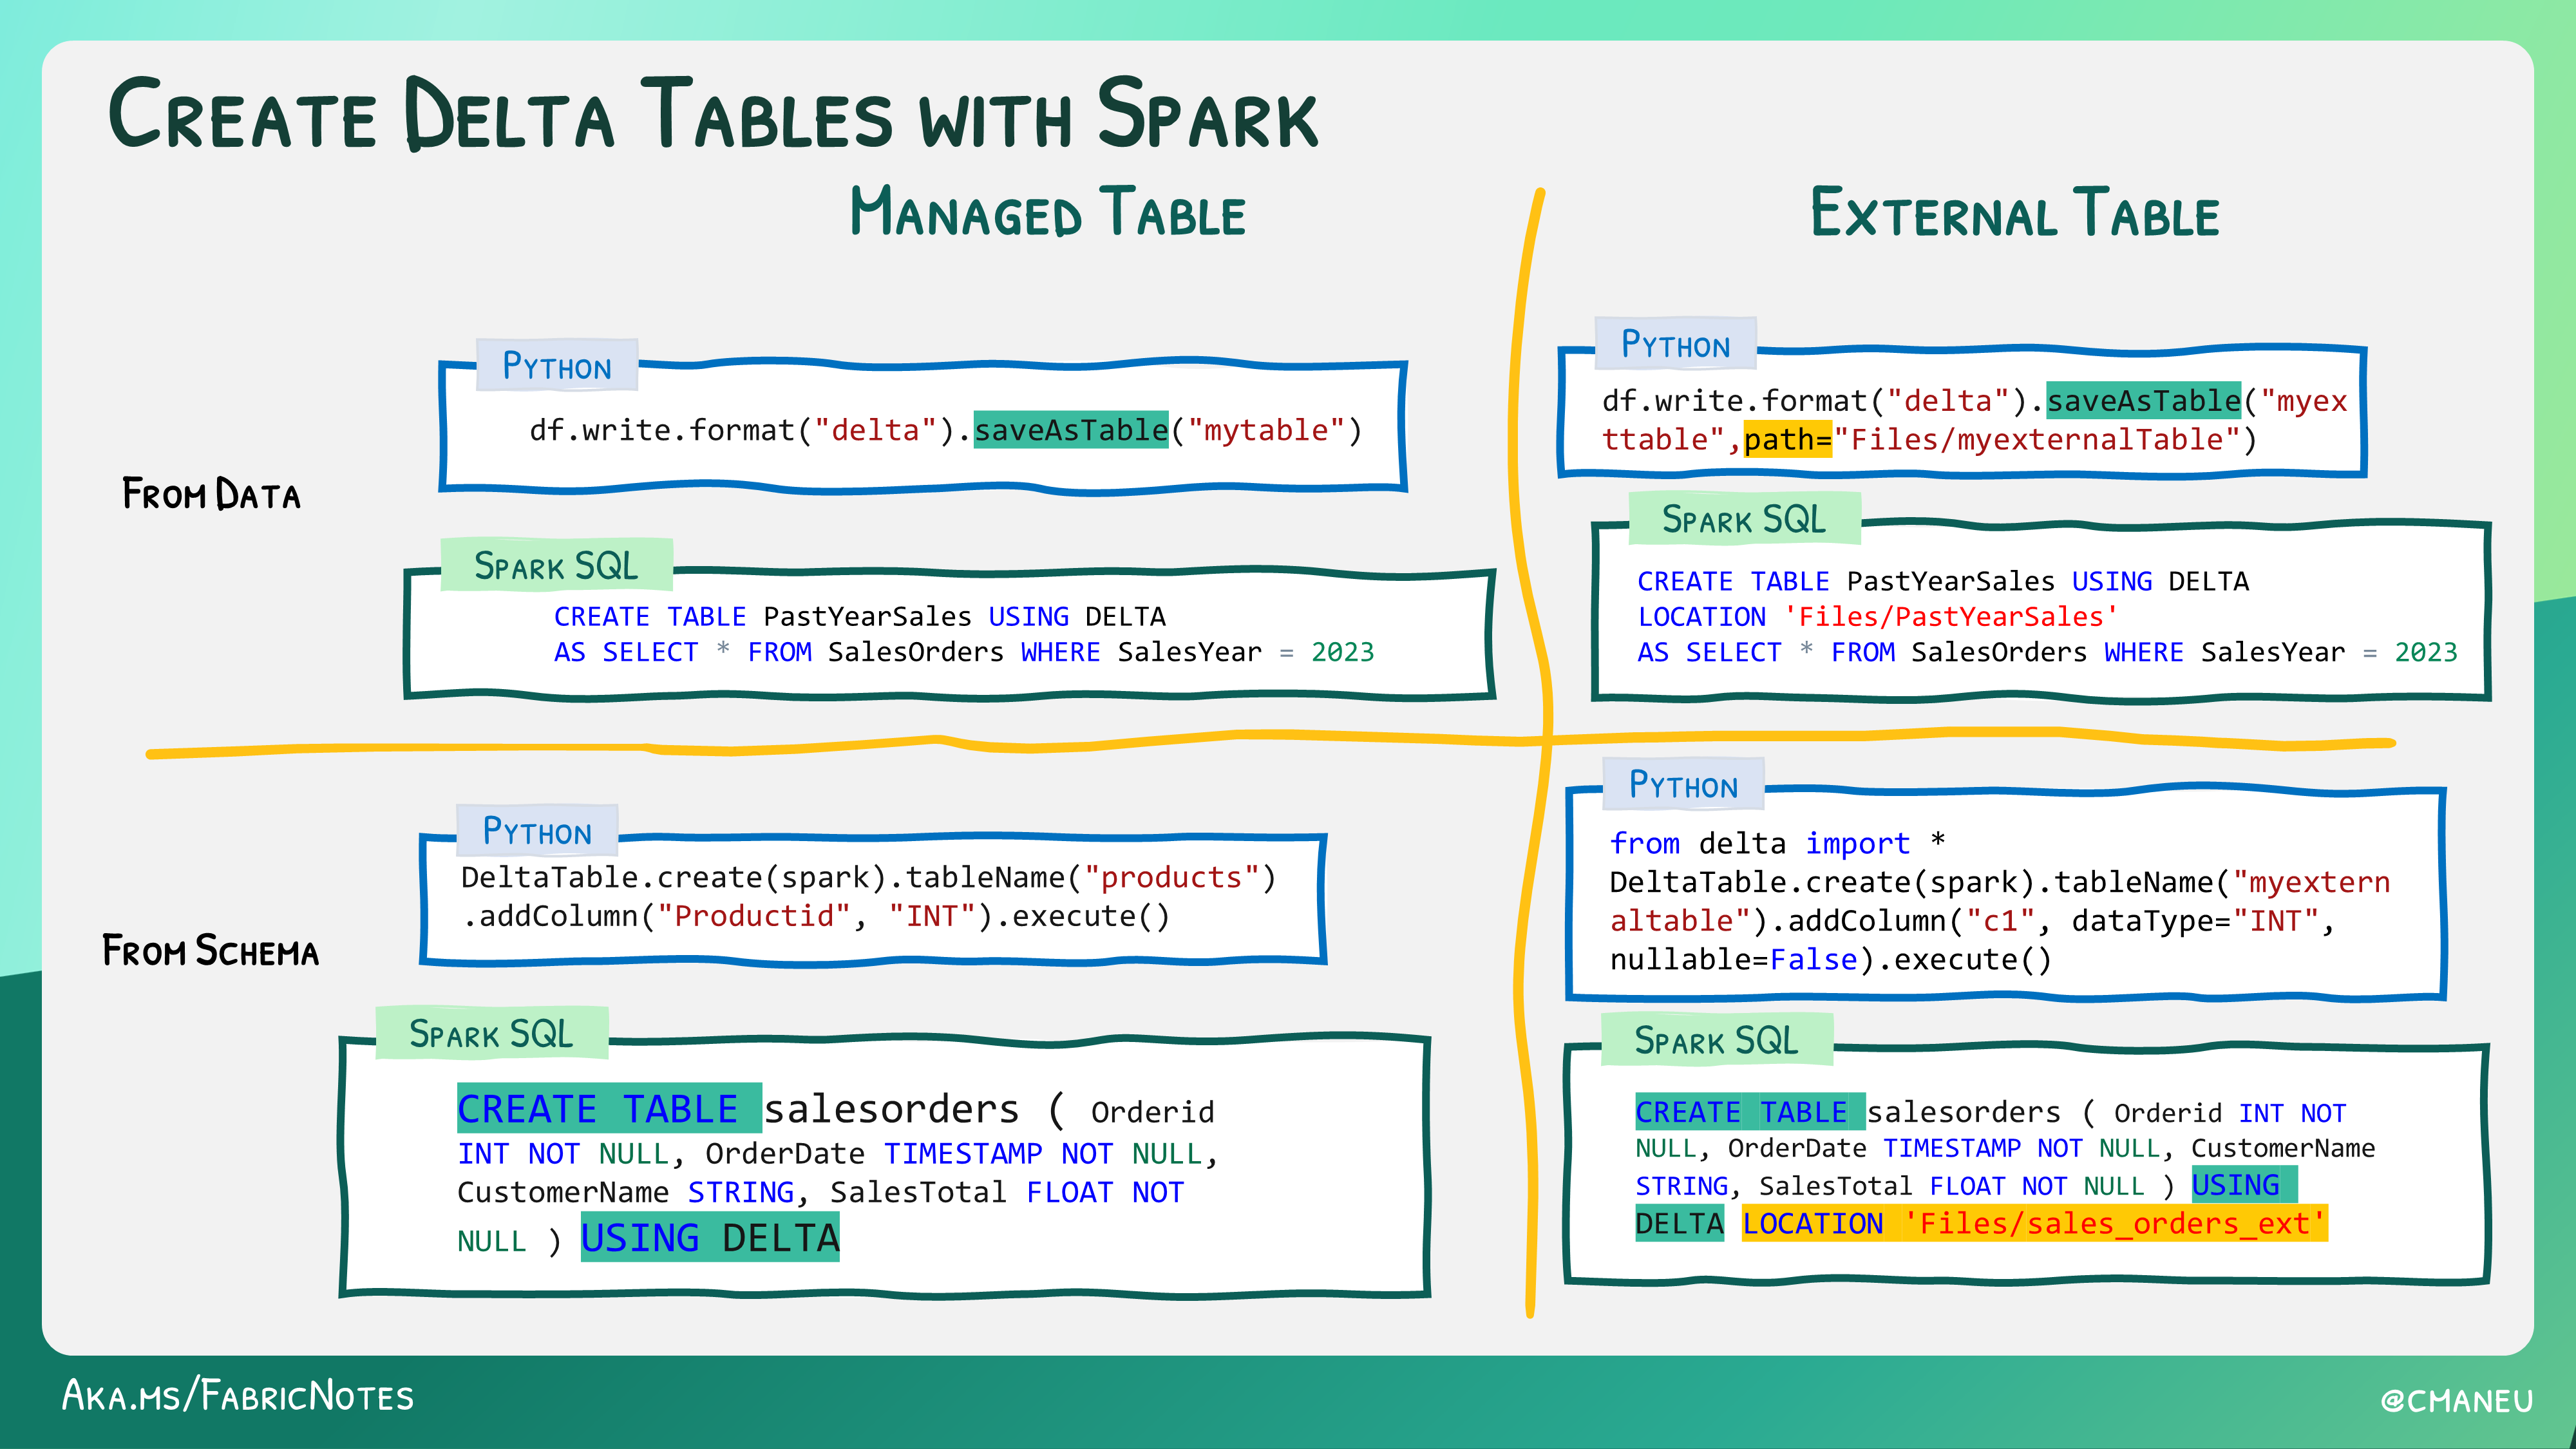 Create Delta Tables with Spark
Managed Table
External Table
From Data
Python
df.write.format("delta").saveAsTable("mytable")
Spark SQL
CREATE TABLE PastYearSales USING DELTA
AS SELECT * FROM SalesOrders WHERE SalesYear = 2023
Python
df.write.format("delta").saveAsTable("myex
ttable",path="Files/myexternalTable")
Spark SQL
CREATE TABLE PastYearSales USING DELTA
LOCATION 'Files/PastYearSales'
AS SELECT * FROM SalesOrders WHERE SalesYear = 2023
From Schema
Python
DeltaTable.create(spark).tableName("products")
.addColumn("Productid", "INT").execute()
Spark SQL
CREATE TABLE salesorders ( Orderid
INT NOT NULL, OrderDate TIMESTAMP NOT NULL,
CustomerName STRING, SalesTotal FLOAT NOT
NULL ) USING DELTA
Python
from delta import *
DeltaTable.create(spark).tableName("myextern
altable").addColumn("c1", dataType="INT",
nullable=False).execute()
Spark SQL
CREATE TABLE salesorders ( Orderid INT NOT
NULL, OrderDate TIMESTAMP NOT NULL, CustomerName
STRING, SalesTotal FLOAT NOT NULL ) USING
DELTA LOCATION 'Files/sales_orders_ext'
Aka.ms/FabricNotes
@cmaneu